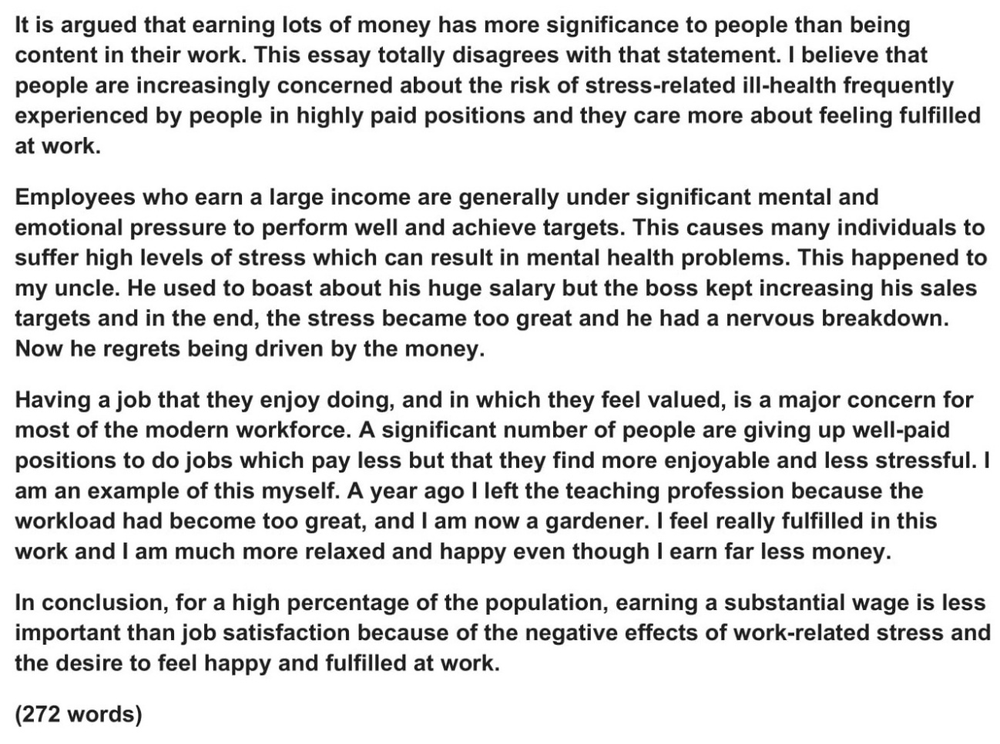 It is argued that earning lots of money has more significance to people than being
content in their work. This essay totally disagrees with that statement. I believe that
people are increasingly concerned about the risk of stress-related ill-health frequently
experienced by people in highly paid positions and they care more about feeling fulfilled
at work.
Employees who earn a large income are generally under significant mental and
emotional pressure to perform well and achieve targets. This causes many individuals to
suffer high levels of stress which can result in mental health problems. This happened to
my uncle. He used to boast about his huge salary but the boss kept increasing his sales
targets and in the end, the stress became too great and he had a nervous breakdown.
Now he regrets being driven by the money.
Having a job that they enjoy doing, and in which they feel valued, is a major concern for
most of the modern workforce. A significant number of people are giving up well-paid
positions to do jobs which pay less but that they find more enjoyable and less stressful. I
am an example of this myself. A year ago I left the teaching profession because the
workload had become too great, and I am now a gardener. I feel really fulfilled in this
work and I am much more relaxed and happy even though I earn far less money.
In conclusion, for a high percentage of the population, earning a substantial wage is less
important than job satisfaction because of the negative effects of work-related stress and
the desire to feel happy and fulfilled at work.
(272 words)